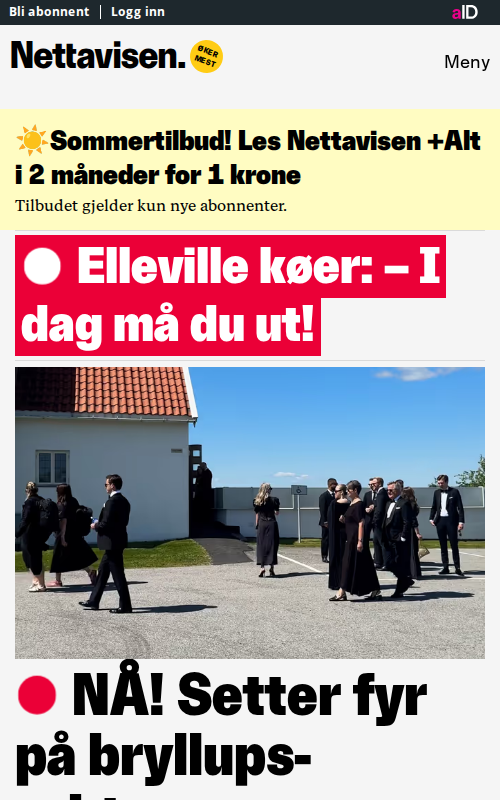 Bli abonnent | Logg inn
aID
Nettavisen.
ØKER
MEST
Meny
☀️Sommertilbud! Les Nettavisen +Alt
i 2 måneder for 1 krone
Tilbudet gjelder kun nye abonnenter.
Elleville køer: – I
dag må du ut!
NÅ! Setter fyr
på bryllups-